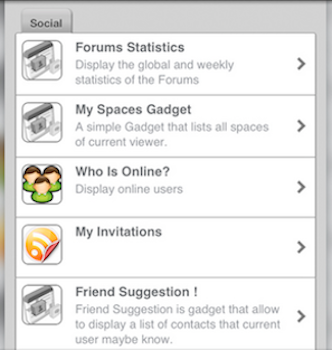 Social
Forums Statistics
Display the global and weekly
statistics of the Forums
My Spaces Gadget
A simple Gadget that lists all spaces
of current viewer.
Who Is Online?
Display online users
My Invitations
Friend Suggestion !
Friend Suggestion is gadget that allow
to display a list of contacts that current
user maybe know.